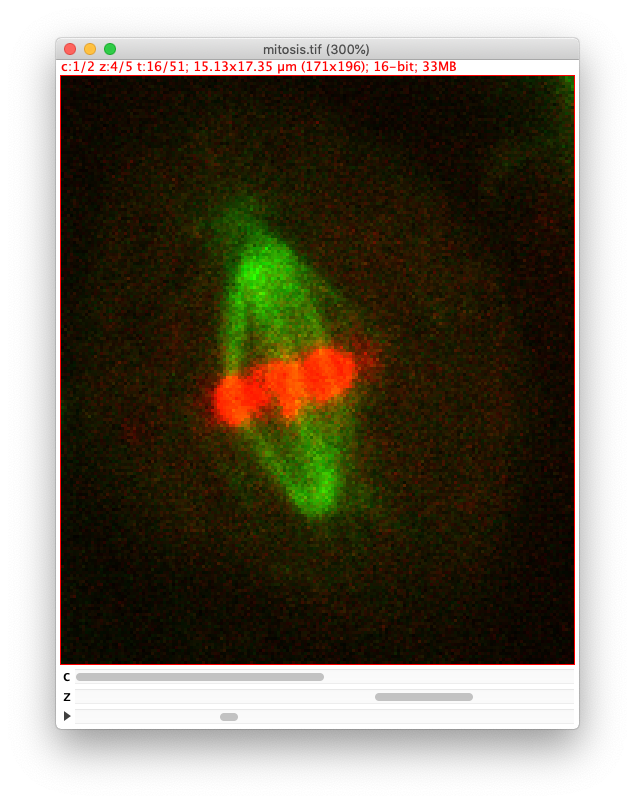 mitosis.tif (300%)
c:1/2 z:4/5 t:16/51; 15.13x17.35 µm (171x196); 16-bit; 33MB
C
Z